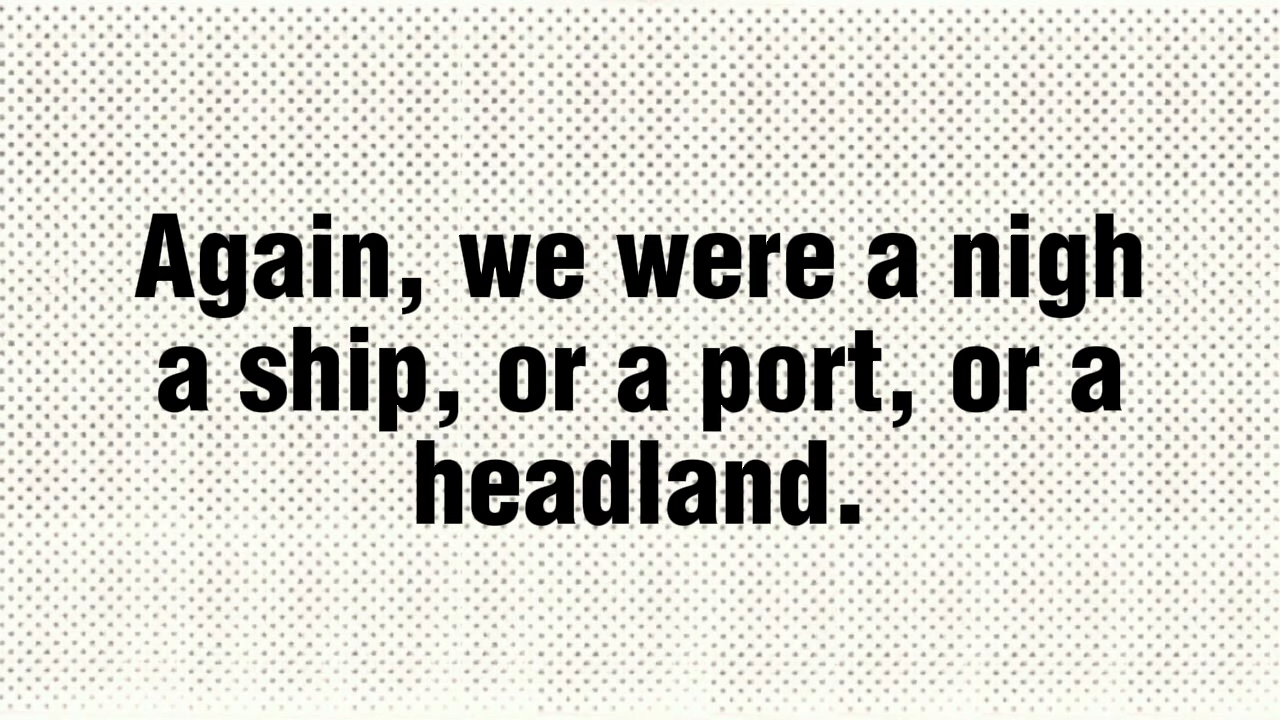 Again, we were a nigh
a ship, or a port, or a
headland.